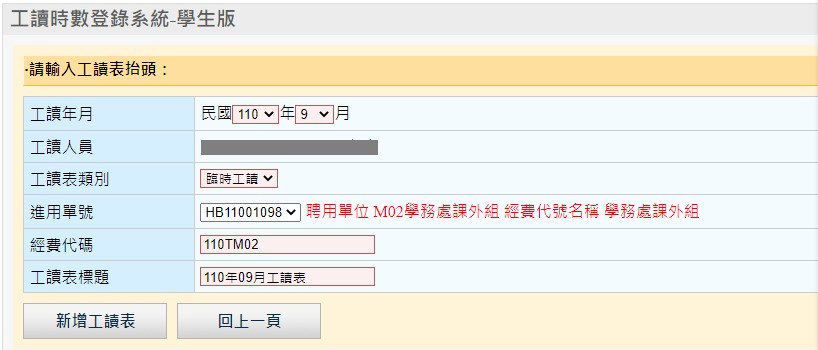 工讀時數登錄系統-學生版
‧請輸入工讀表抬頭：
工讀年月 民國 110 年 9 月
工讀人員
工讀表類別 臨時工讀
進用單號 HB11001098 聘用單位 M02學務處課外組 經費代號名稱 學務處課外組
經費代碼 110TM02
工讀表標題 110年09月工讀表
新增工讀表 回上一頁